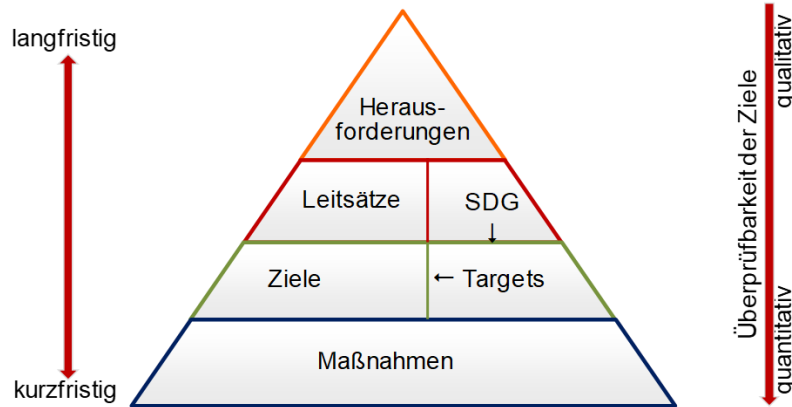 langfristig
Heraus-
forderungen
Leitsätze
SDG
↓
Ziele
← Targets
Maßnahmen
kurzfristig
Überprüfbarkeit der Ziele
qualitativ
quantitativ